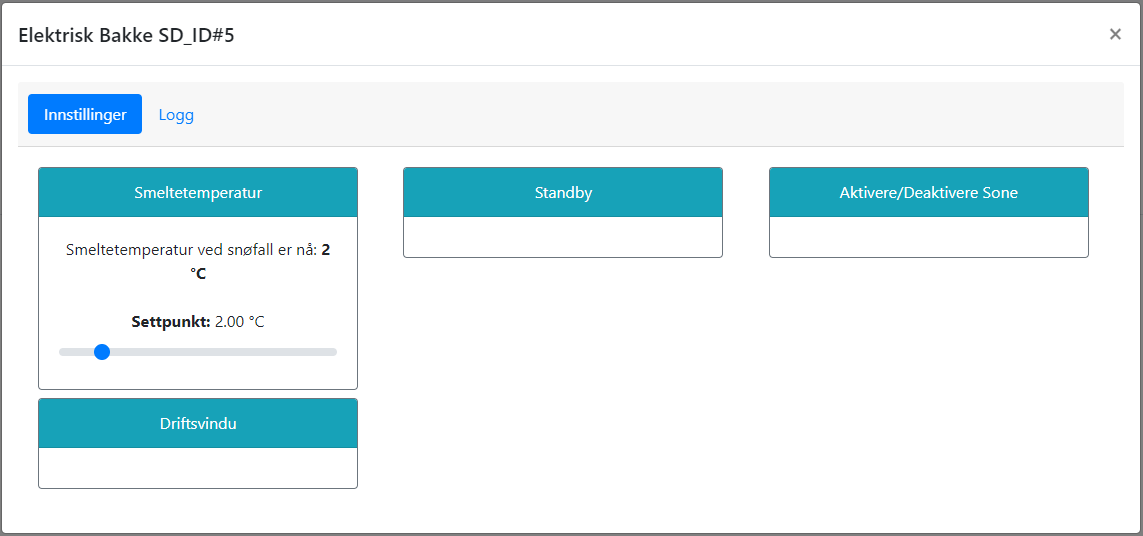 Elektrisk Bakke SD_ID#5
×
Innstillinger
Logg
Smeltetemperatur
Smeltetemperatur ved snøfall er nå: 2
°C
Settpunkt: 2.00 °C
Driftsvindu
Standby
Aktivere/Deaktivere Sone